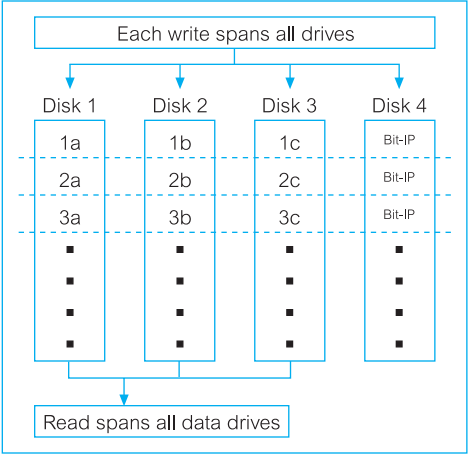 Each write spans all drives
Disk 1 Disk 2 Disk 3 Disk 4
1a 1b 1c Bit-IP
2a 2b 2c Bit-IP
3a 3b 3c Bit-IP
Read spans all data drives